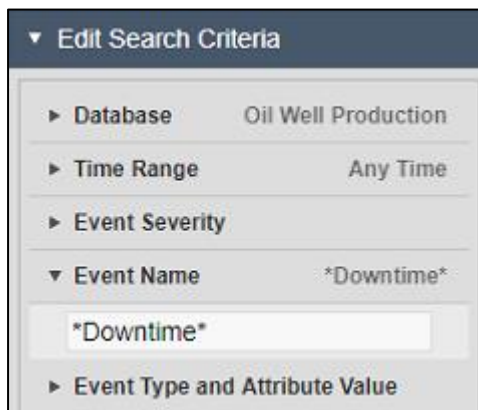 Edit Search Criteria
Database Oil Well Production
Time Range Any Time
Event Severity
Event Name *Downtime*
*Downtime*
Event Type and Attribute Value